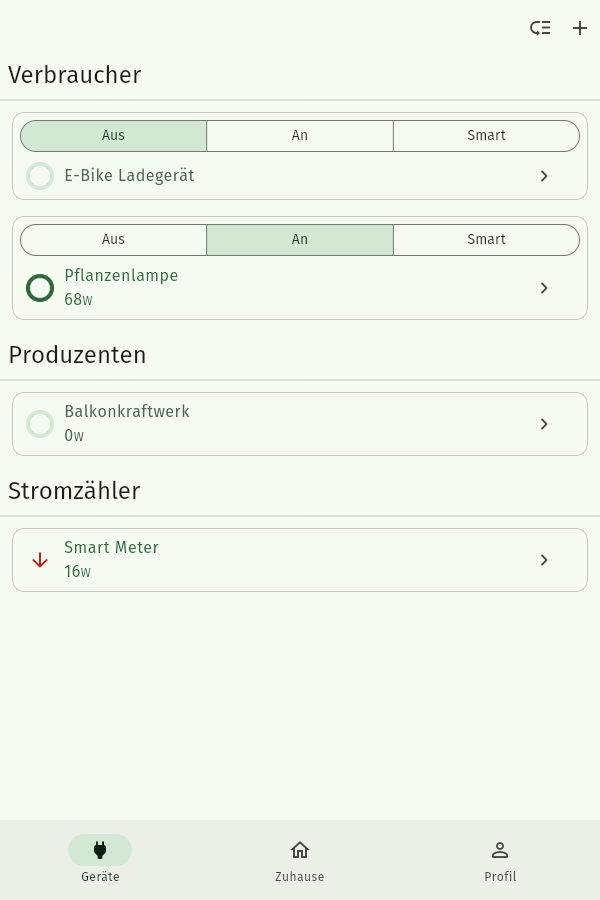 Verbraucher
Aus An Smart
E-Bike Ladegerät
Aus An Smart
Pflanzenlampe
68W
Produzenten
Balkonkraftwerk
0W
Stromzähler
Smart Meter
16W
Geräte Zuhause Profil